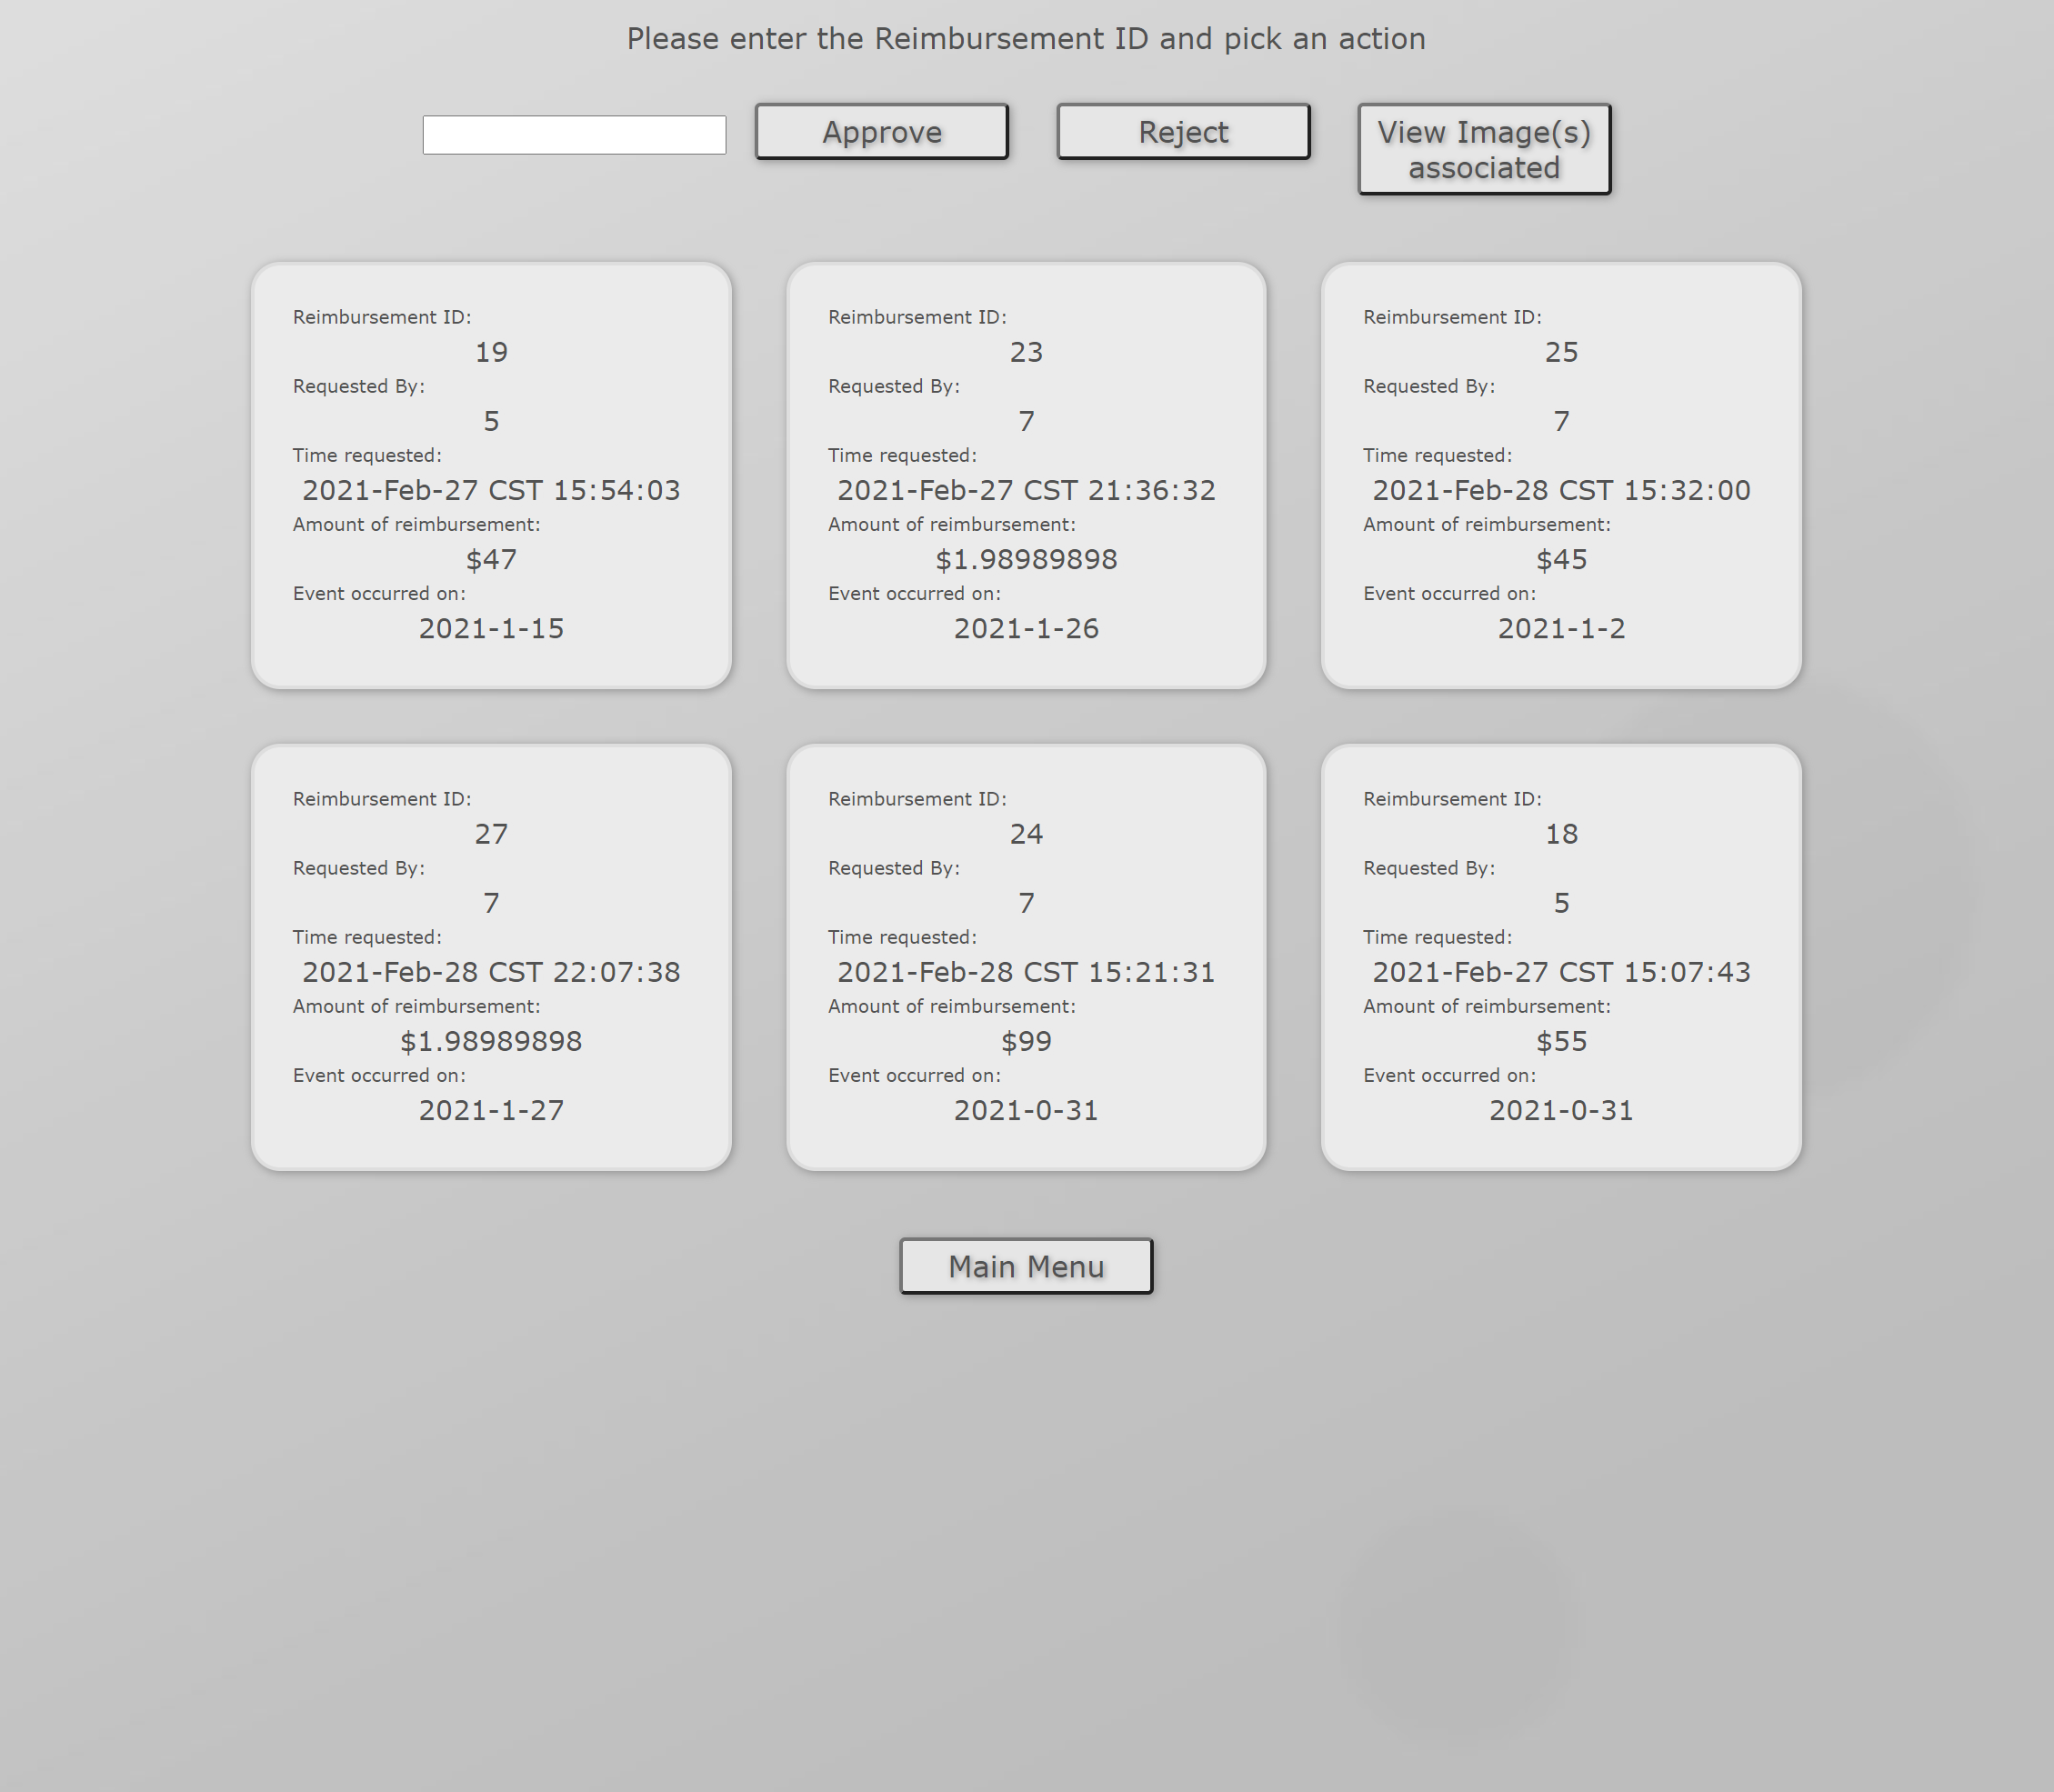 Please enter the Reimbursement ID and pick an action
Approve
Reject
View Image(s)
associated
Reimbursement ID:
19
Requested By:
5
Time requested:
2021-Feb-27 CST 15:54:03
Amount of reimbursement:
$47
Event occurred on:
2021-1-15
Reimbursement ID:
23
Requested By:
7
Time requested:
2021-Feb-27 CST 21:36:32
Amount of reimbursement:
$1.98989898
Event occurred on:
2021-1-26
Reimbursement ID:
25
Requested By:
7
Time requested:
2021-Feb-28 CST 15:32:00
Amount of reimbursement:
$45
Event occurred on:
2021-1-2
Reimbursement ID:
27
Requested By:
7
Time requested:
2021-Feb-28 CST 22:07:38
Amount of reimbursement:
$1.98989898
Event occurred on:
2021-1-27
Reimbursement ID:
24
Requested By:
7
Time requested:
2021-Feb-28 CST 15:21:31
Amount of reimbursement:
$99
Event occurred on:
2021-0-31
Reimbursement ID:
18
Requested By:
5
Time requested:
2021-Feb-27 CST 15:07:43
Amount of reimbursement:
$55
Event occurred on:
2021-0-31
Main Menu